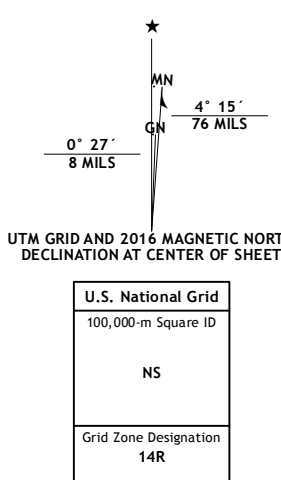 MN
4° 15´
76 MILS
GN
0° 27´
8 MILS
UTM GRID AND 2016 MAGNETIC NORT
DECLINATION AT CENTER OF SHEET
U.S. National Grid
100,000-m Square ID
NS
Grid Zone Designation
14R